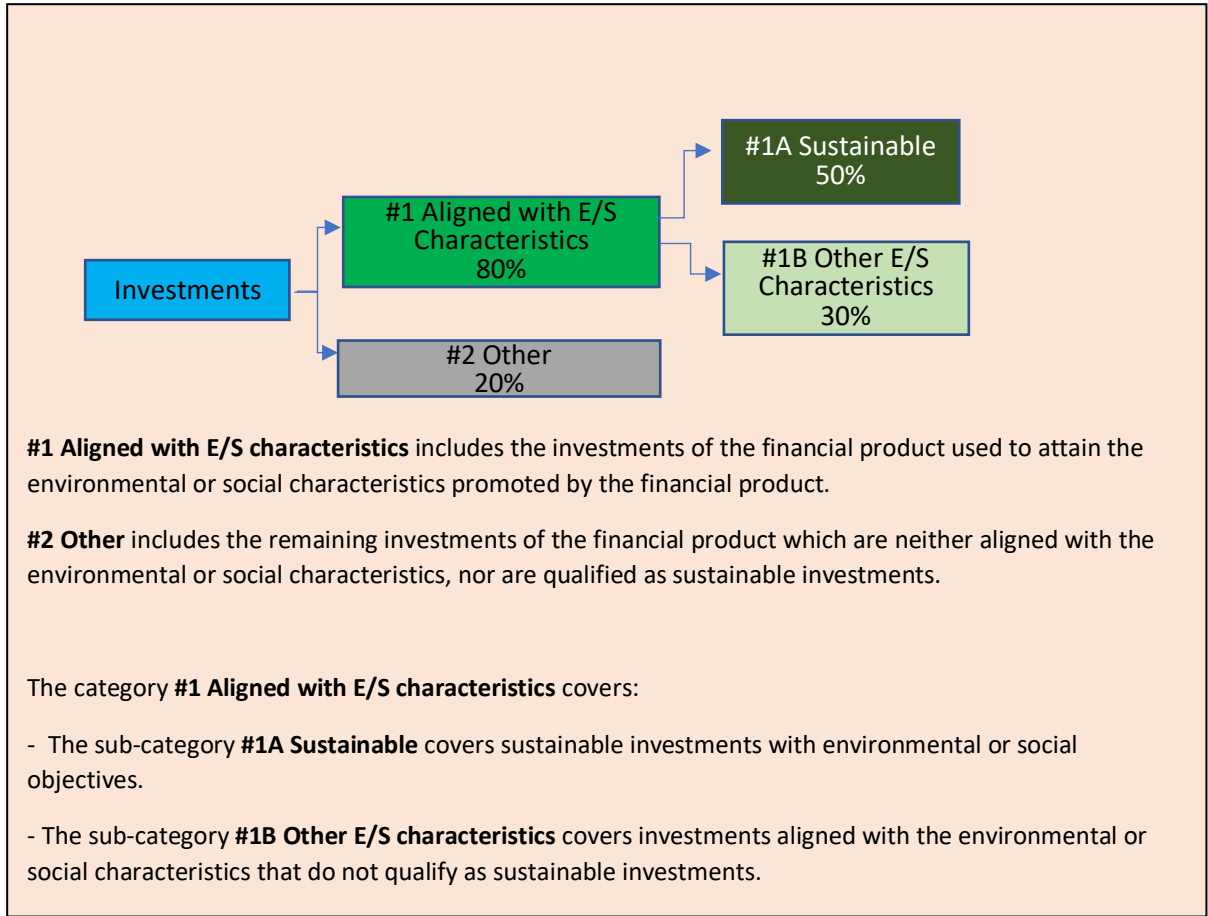 #1A Sustainable
50%
#1 Aligned with E/S
Characteristics
80%
#1B Other E/S
Characteristics
30%
Investments
#2 Other
20%
#1 Aligned with E/S characteristics includes the investments of the financial product used to attain the
environmental or social characteristics promoted by the financial product.
#2 Other includes the remaining investments of the financial product which are neither aligned with the
environmental or social characteristics, nor are qualified as sustainable investments.
The category #1 Aligned with E/S characteristics covers:
- The sub-category #1A Sustainable covers sustainable investments with environmental or social
objectives.
- The sub-category #1B Other E/S characteristics covers investments aligned with the environmental or
social characteristics that do not qualify as sustainable investments.